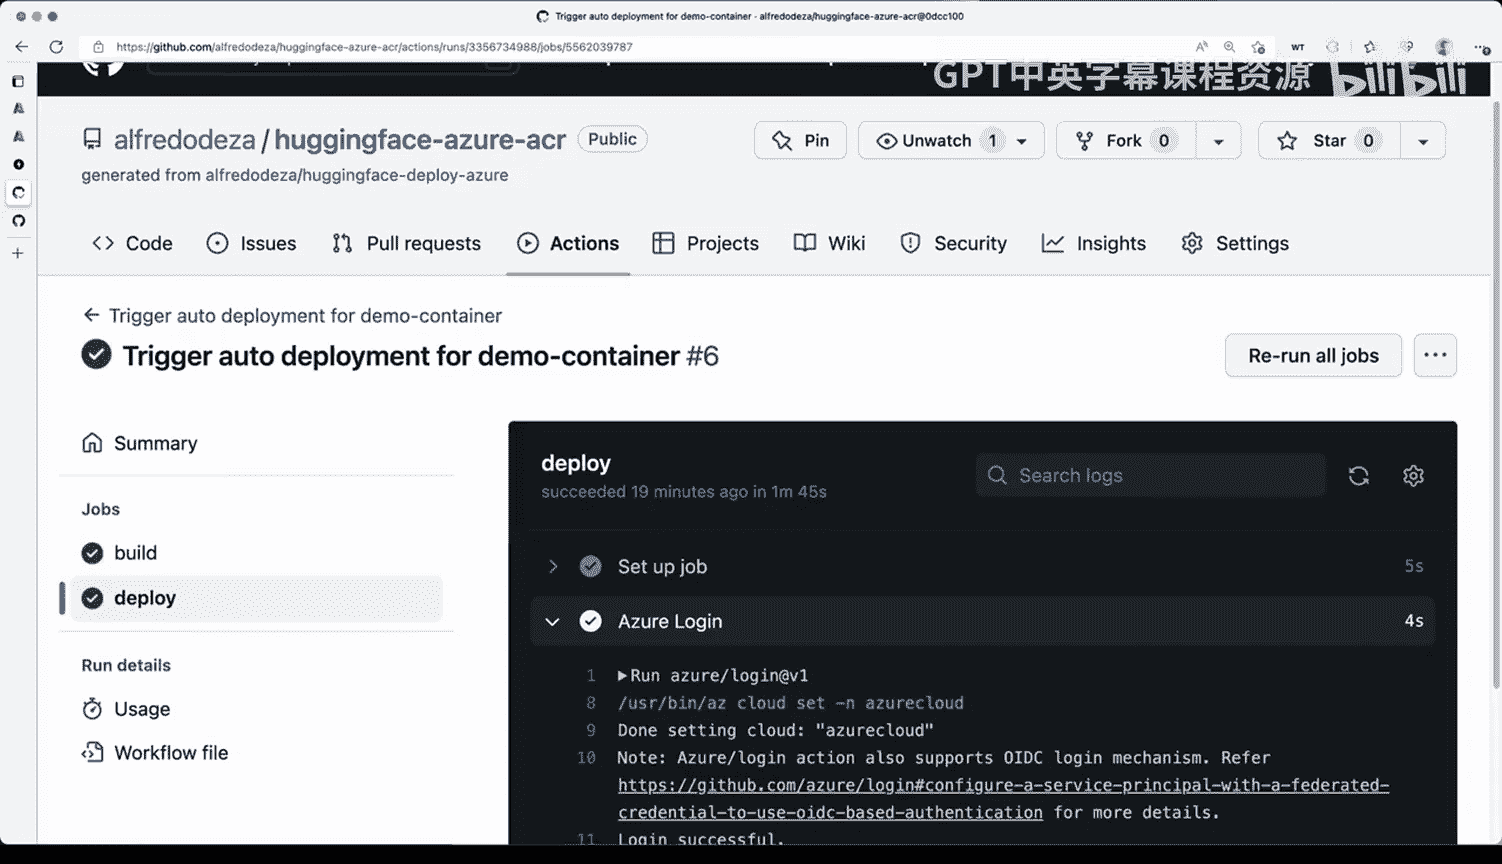 Trigger auto deployment for demo-container · alfredodeza/huggingface-azure-acr@0dcc100
https://github.com/alfredodeza/huggingface-azure-acr/actions/runs/3356734988/jobs/5562039787
WT
GPT中英字幕课程资源 bilibili
alfredodeza / huggingface-azure-acr Public
Pin
Unwatch 1
Fork 0
Star 0
generated from alfredodeza/huggingface-deploy-azure
Code
Issues
Pull requests
Actions
Projects
Wiki
Security
Insights
Settings
← Trigger auto deployment for demo-container
Trigger auto deployment for demo-container #6
Re-run all jobs
Summary
Jobs
build
deploy
Run details
Usage
Workflow file
deploy
succeeded 19 minutes ago in 1m 45s
Search logs
Set up job 5s
Azure Login 4s
1 ▶Run azure/login@v1
8 /usr/bin/az cloud set -n azurecloud
9 Done setting cloud: "azurecloud"
10 Note: Azure/login action also supports OIDC login mechanism. Refer
https://github.com/azure/login#configure-a-service-principal-with-a-federated-
credential-to-use-oidc-based-authentication for more details.
11 Login successful.